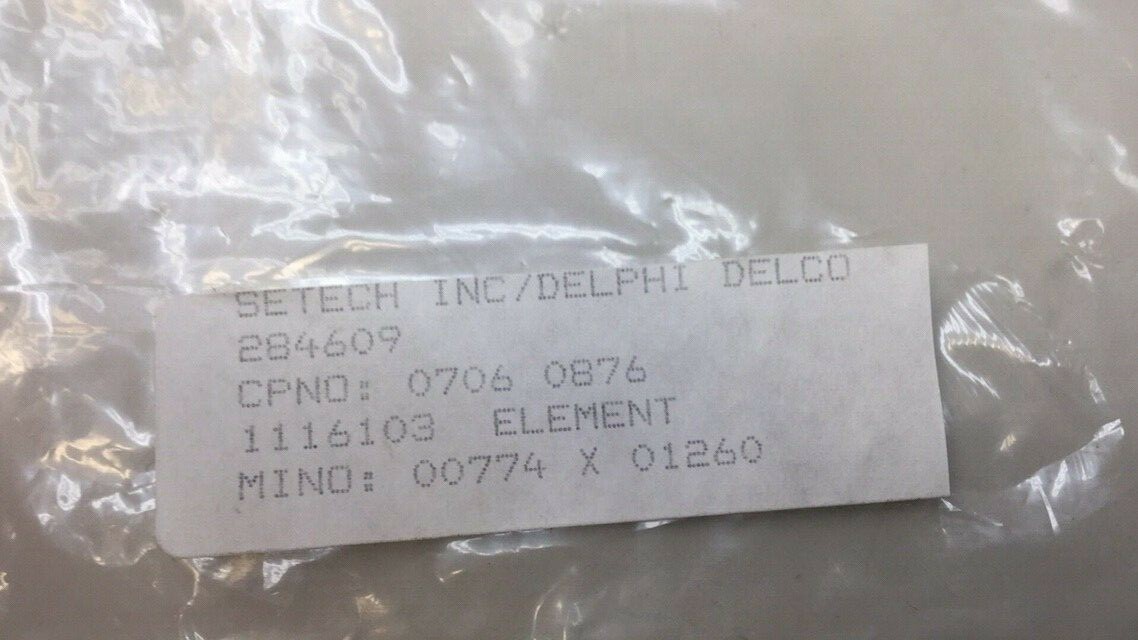 SETECH INC/DELPHI DELCO
284609
CPNO: 0706 0876
1116103 ELEMENT
MINO: 00774 X 01260